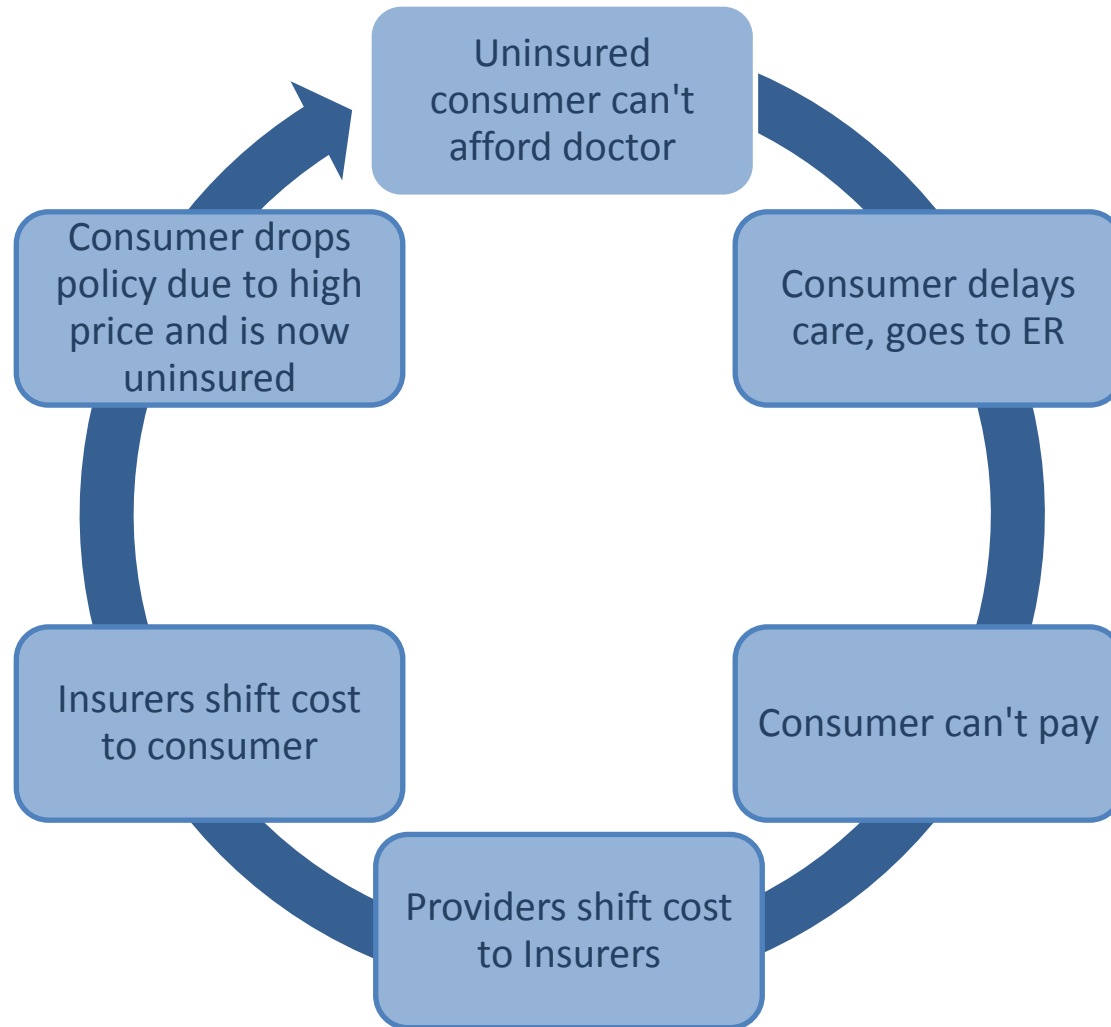 Uninsured
consumer can't
afford doctor
Consumer delays
care, goes to ER
Consumer can't pay
Providers shift cost
to Insurers
Insurers shift cost
to consumer
Consumer drops
policy due to high
price and is now
uninsured